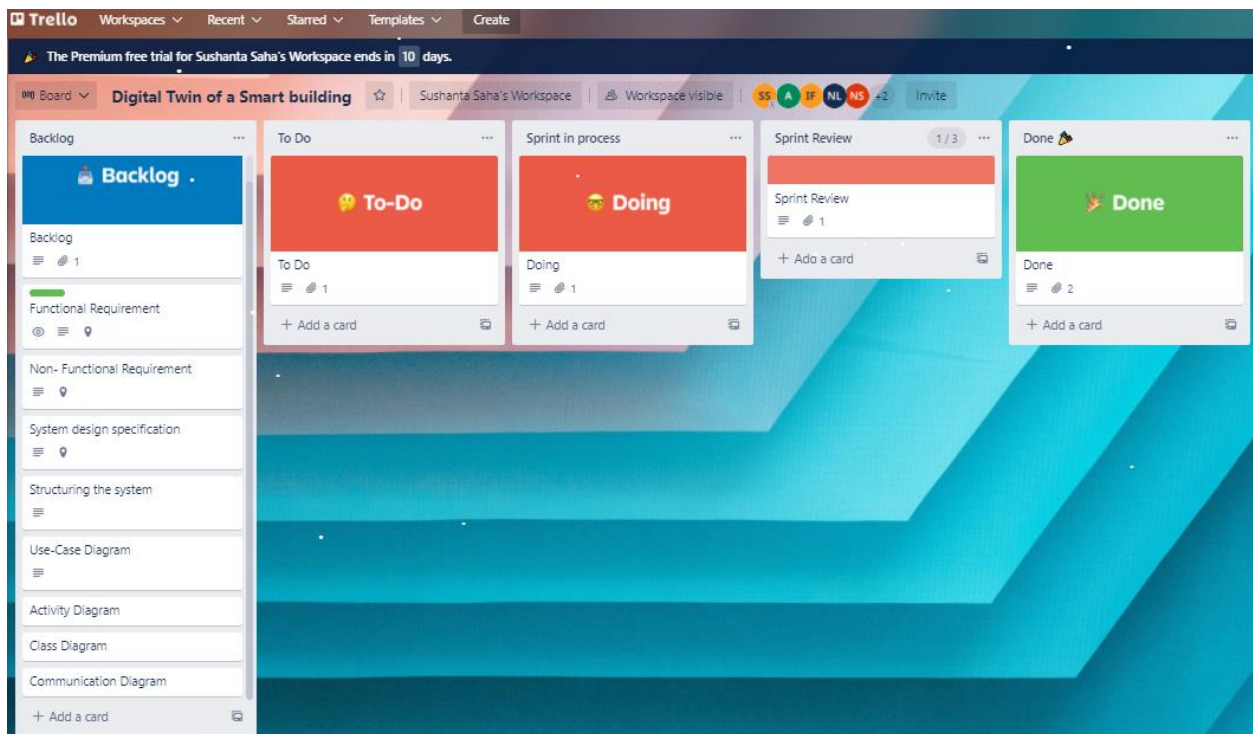 Trello Workspaces Recent Starred Templates Create
The Premium free trial for Sushanta Saha's Workspace ends in 10 days.
Board Digital Twin of a Smart building Sushanta Saha's Workspace Workspace visible SS A IF NL NS +2 Invite
Backlog
Backlog
Backlog
1
Functional Requirement
Non- Functional Requirement
System design specification
Structuring the system
Use-Case Diagram
Activity Diagram
Class Diagram
Communication Diagram
+ Add a card
To Do
To-Do
To Do
1
+ Add a card
Sprint in process
Doing
Doing
1
+ Add a card
Sprint Review 1/3
Sprint Review
1
+ Add a card
Done
Done
Done
2
+ Add a card